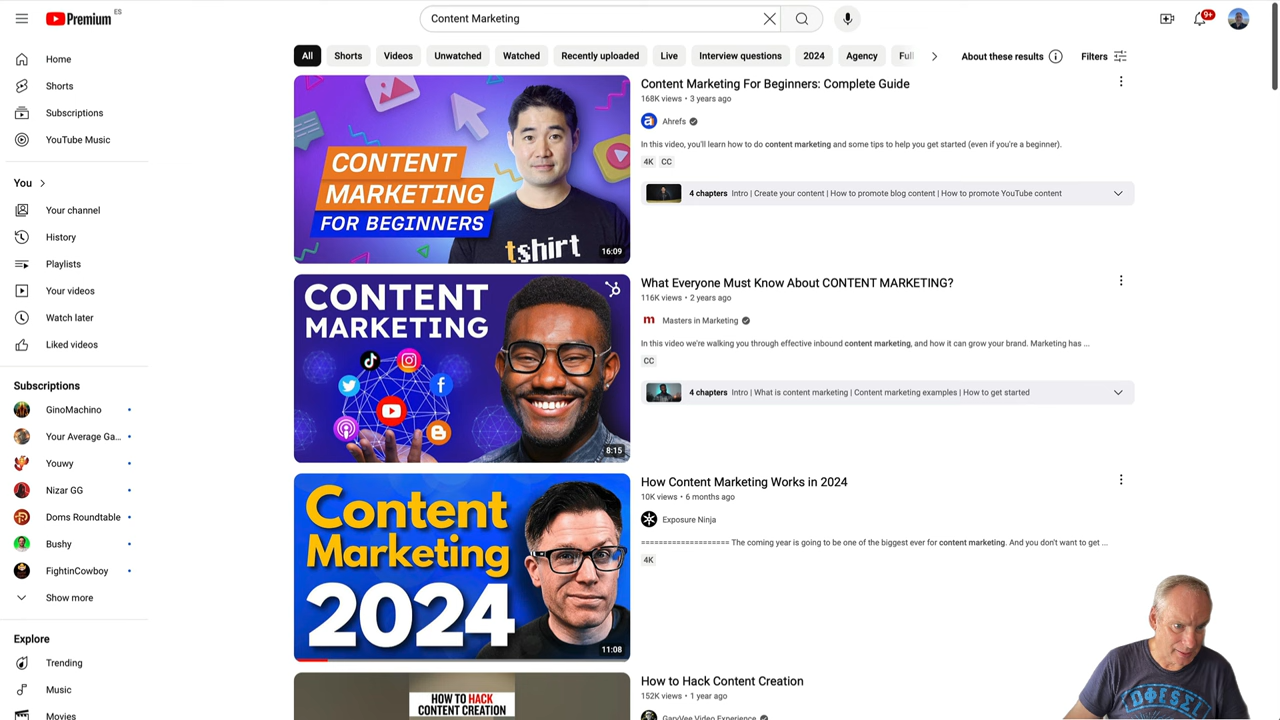 Premium ES
Content Marketing
9+
Home
Shorts
Subscriptions
YouTube Music
You
Your channel
History
Playlists
Your videos
Watch later
Liked videos
Subscriptions
GinoMachino
Your Average Ga...
Youwy
Nizar GG
Doms Roundtable
Bushy
FightinCowboy
Show more
Explore
Trending
Music
Movies
All
Shorts
Videos
Unwatched
Watched
Recently uploaded
Live
Interview questions
2024
Agency
Full
About these results
Filters
CONTENT
MARKETING
FOR BEGINNERS
tshirt
16:09
Content Marketing For Beginners: Complete Guide
168K views • 3 years ago
Ahrefs
In this video, you'll learn how to do content marketing and some tips to help you get started (even if you're a beginner).
4K CC
4 chapters Intro | Create your content | How to promote blog content | How to promote YouTube content
CONTENT
MARKETING
8:15
What Everyone Must Know About CONTENT MARKETING?
116K views • 2 years ago
m Masters in Marketing
In this video we're walking you through effective inbound content marketing, and how it can grow your brand. Marketing has ...
CC
4 chapters Intro | What is content marketing | Content marketing examples | How to get started
Content
Marketing
2024
11:08
How Content Marketing Works in 2024
10K views • 6 months ago
Exposure Ninja
==================== The coming year is going to be one of the biggest ever for content marketing. And you don't want to get ...
4K
HOW TO HACK
CONTENT CREATION
How to Hack Content Creation
152K views • 1 year ago
GaryVee Video Experience